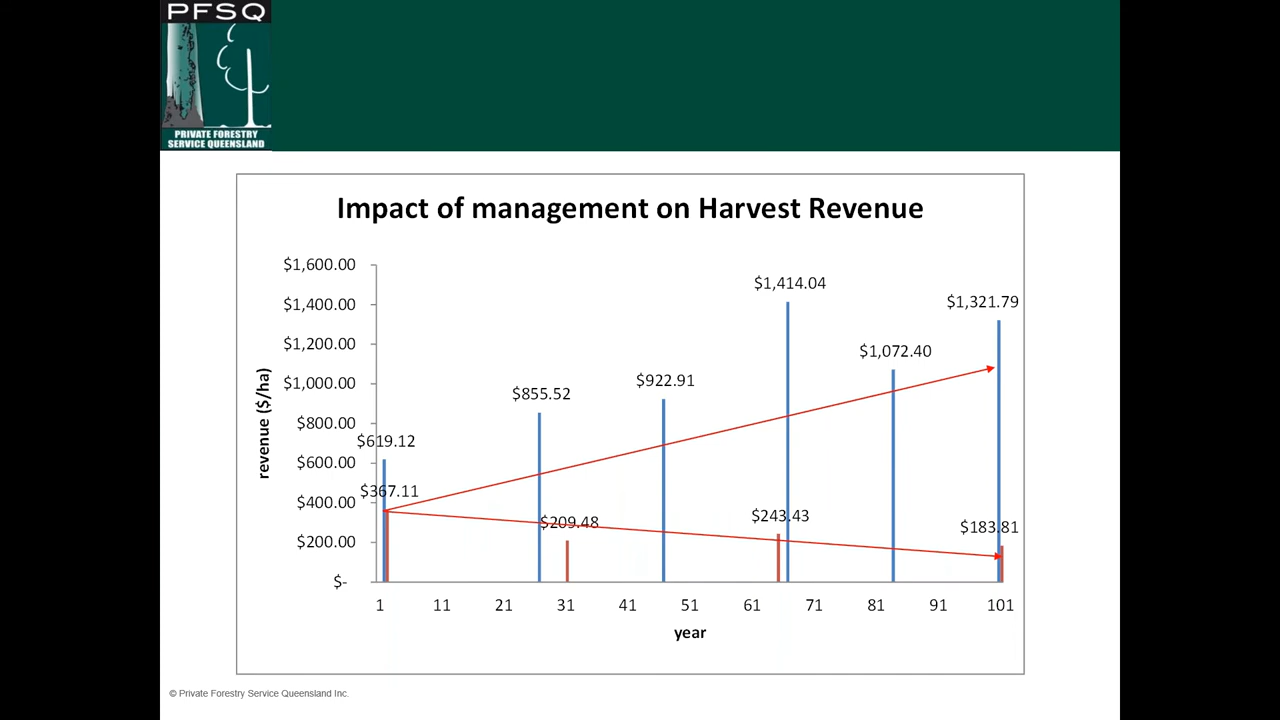 PFSQ
PRIVATE FORESTRY
SERVICE QUEENSLAND
Impact of management on Harvest Revenue
revenue ($/ha)
$1,600.00
$1,400.00
$1,200.00
$1,000.00
$800.00
$600.00
$400.00
$200.00
$-
$619.12
$367.11
$855.52
$209.48
$922.91
$243.43
$1,414.04
$1,072.40
$1,321.79
$183.81
1 11 21 31 41 51 61 71 81 91 101
year
© Private Forestry Service Queensland Inc.